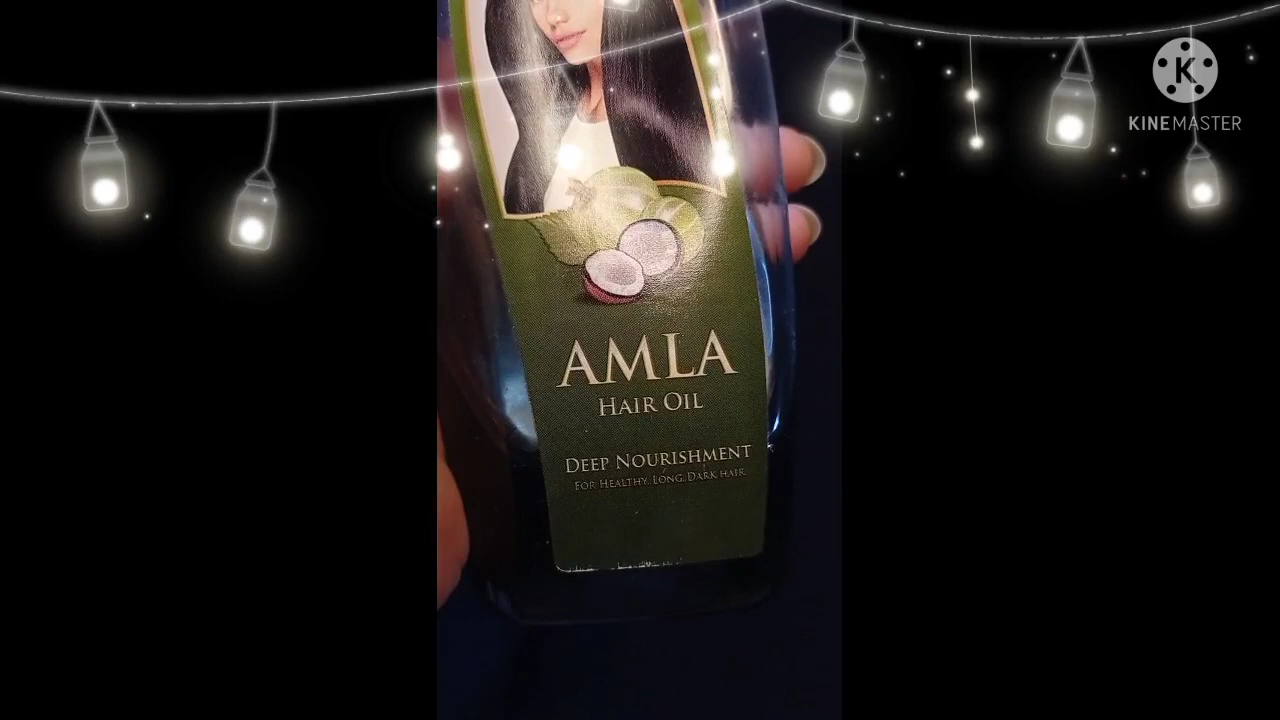 K
KINEMASTER
AMLA
HAIR OIL
DEEP NOURISHMENT
FOR HEALTHY, LONG, DARK HAIR